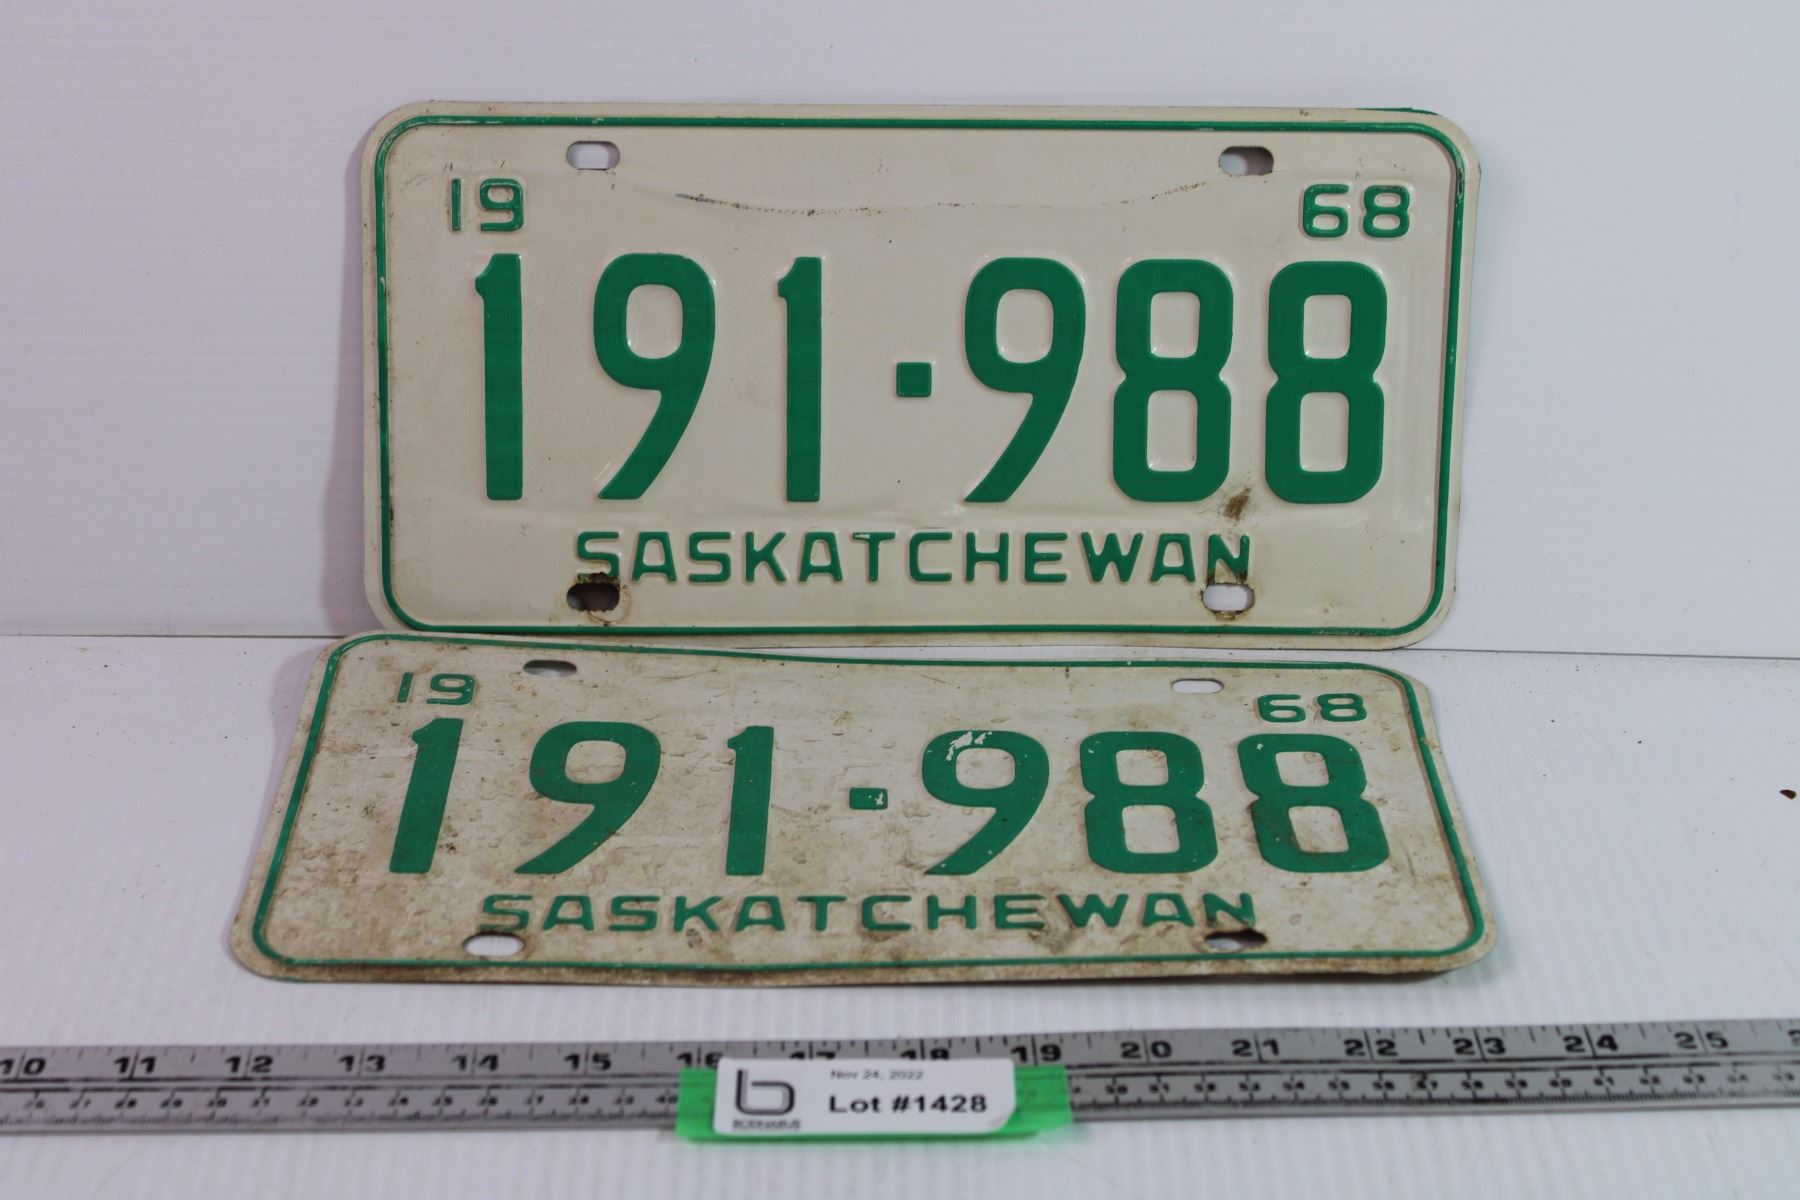 19 68
191-988
SASKATCHEWAN
19 68
191-988
SASKATCHEWAN
10 11 12 13 14 15 16 17 18 19 20 21 22 23 24 25
b Nov 24, 2022
Lot #1428